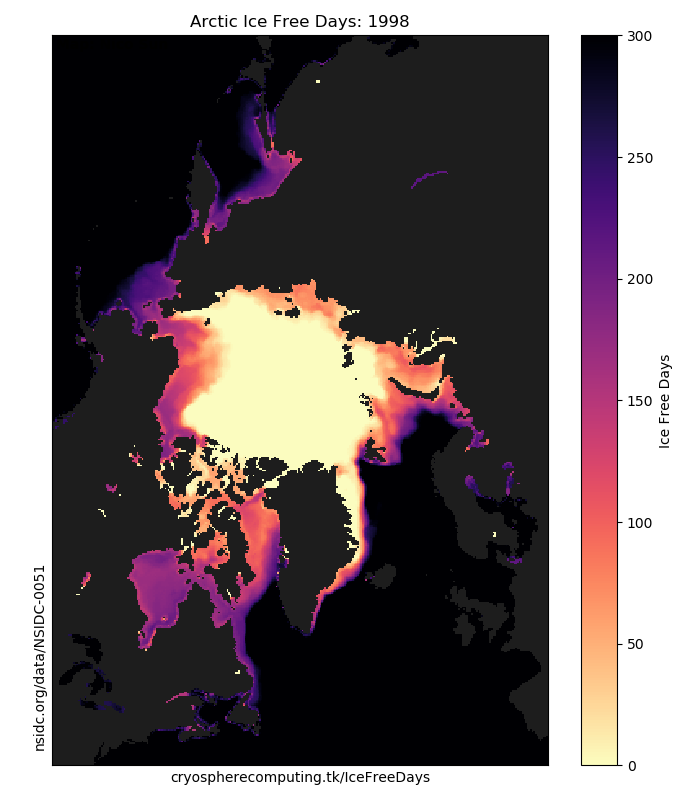 Arctic Ice Free Days: 1998
300
250
200
150
100
50
0
Ice Free Days
nsidc.org/data/NSIDC-0051
cryospherecomputing.tk/IceFreeDays